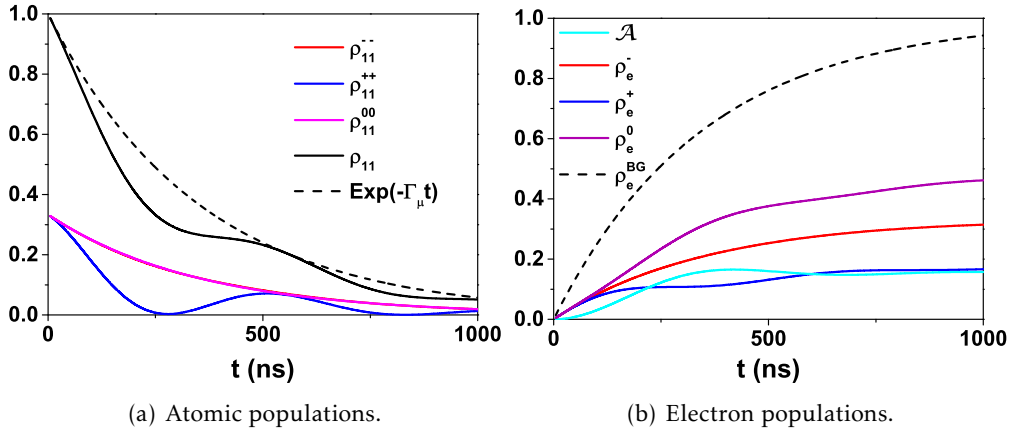 1.0
0.8
0.6
0.4
0.2
0.0
ρ₁₁⁻⁻
ρ₁₁⁺⁺
ρ₁₁⁰⁰
ρ₁₁
Exp(-Γμt)
0 500 1000
t (ns)
(a) Atomic populations.
1.0
0.8
0.6
0.4
0.2
0.0
𝒜
ρₑ⁻
ρₑ⁺
ρₑ⁰
ρₑᴮᴳ
0 500 1000
t (ns)
(b) Electron populations.